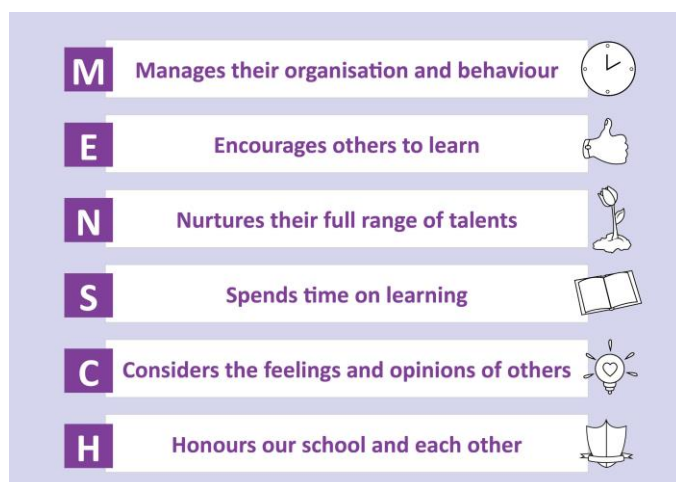 M Manages their organisation and behaviour
E Encourages others to learn
N Nurtures their full range of talents
S Spends time on learning
C Considers the feelings and opinions of others
H Honours our school and each other